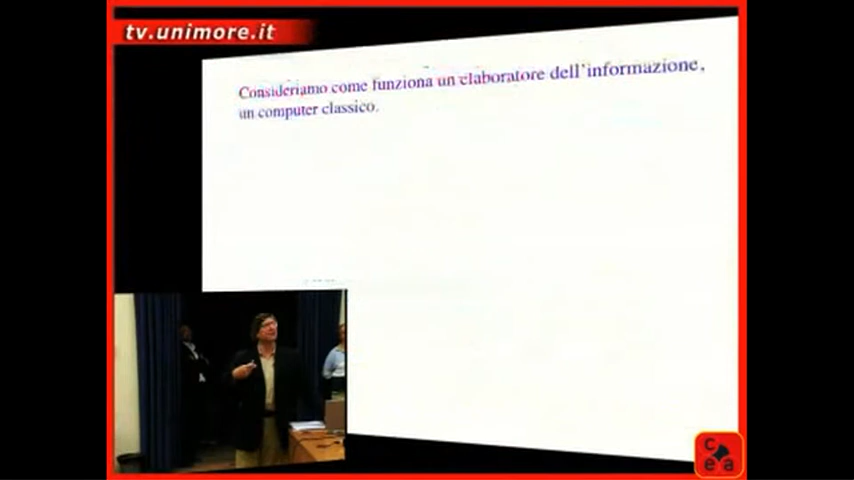 tv.unimore.it
Consideriamo come funziona un elaboratore dell'informazione,
un computer classico.
c
e a